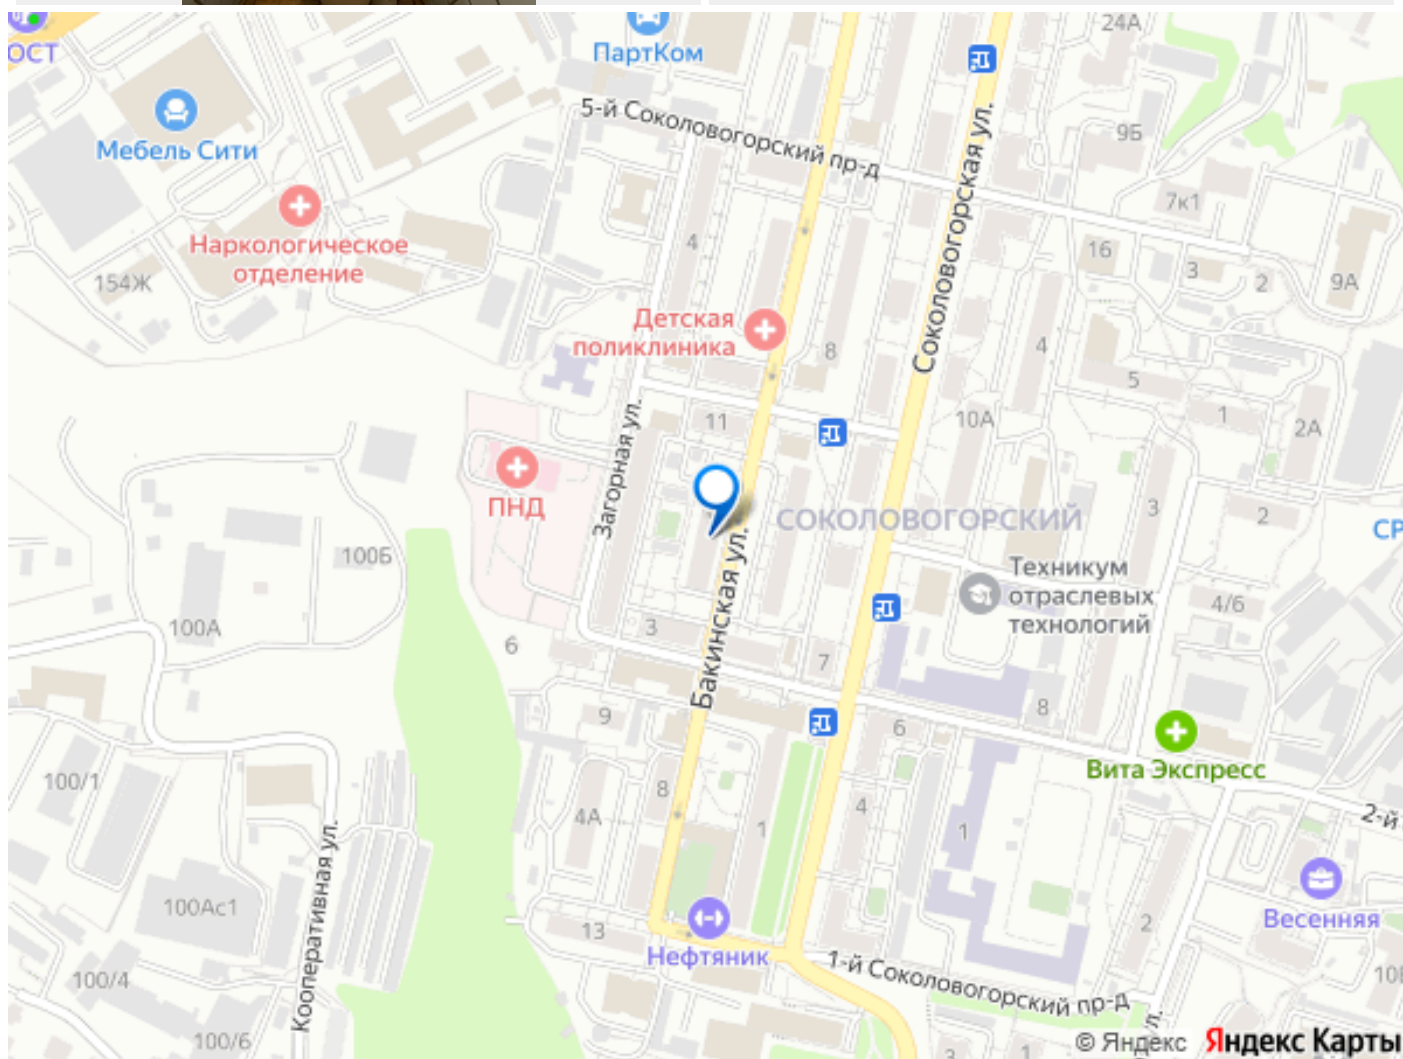 ОСТ
ПартКом
24А
5-й Соколовогорский пр-д
9Б
Мебель Сити
Соколовогорская ул.
7к1
Наркологическое
отделение
4
16
3
2
9А
154Ж
Детская
поликлиника
8
4
5
1
2А
11
10А
Загорная ул.
ПНД
СОКОЛОВОГОРСКИЙ
3
2
СР
100Б
Бакинская ул.
Техникум
отраслевых
технологий
4/6
100А
3
6
7
9
6
8
Вита Экспресс
100/1
8
4А
1
4
1
2-й
Кооперативная ул.
100Ас1
13
Нефтяник
2
Весенняя
1-й Соколовогорский пр-д
100/4
100/6
3
1
ул.
© Яндекс
Яндекс Карты